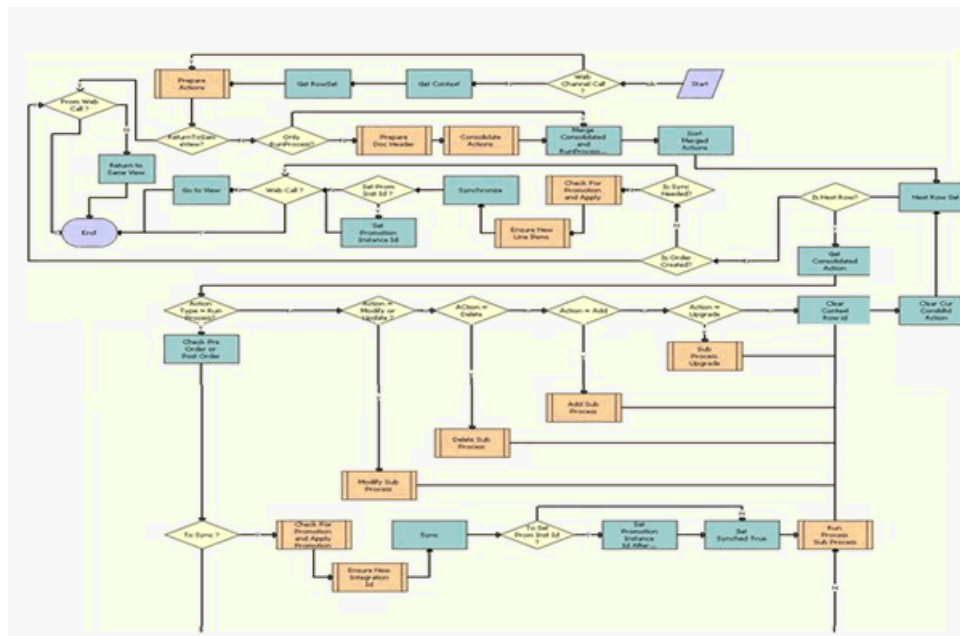 Prepare
Actions
Get RowSet
Get Context
Web
Channel Call
?
Start
From Web
Call ?
ReturnToSam
eView?
Only
RunProcess?
Prepare
Doc Header
Consolidate
Actions
Merge
Consolidated
and
RunProcess...
Sort
Merged
Actions
Return to
Same View
Go to View
Web Call ?
Set Prom
Inst Id ?
Synchronize
Check For
Promotion
and Apply
Is Sync
Needed?
Is Next Row?
Next Row Set
End
Set
Promotion
Instance Id
Ensure New
Line Items
Is Order
Created?
Get
Consolidated
Action
Action
Type = Run
Process?
Action =
Modify or
Update ?
Action =
Delete
Action = Add
Action =
Upgrade
Clear
Context
Row Id
Clear Cur
Condltd
Action
Check Pre
Order or
Post Order
Sub
Process
Upgrade
Add Sub
Process
Delete Sub
Process
Modify Sub
Process
To Sync ?
Check For
Promotion
and Apply
Promotion
Sync
To Set
Prom Inst Id
?
Set
Promotion
Instance
Id After...
Set
Synched True
Run
Process
Sub Process
Ensure New
Integration
Id